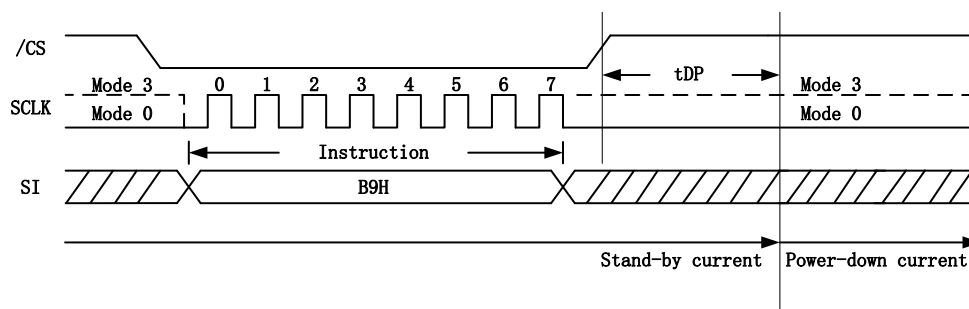 /CS
tDP
Mode 3 0 1 2 3 4 5 6 7 Mode 3
SCLK
Mode 0 Mode 0
Instruction
SI B9H
Stand-by current Power-down current